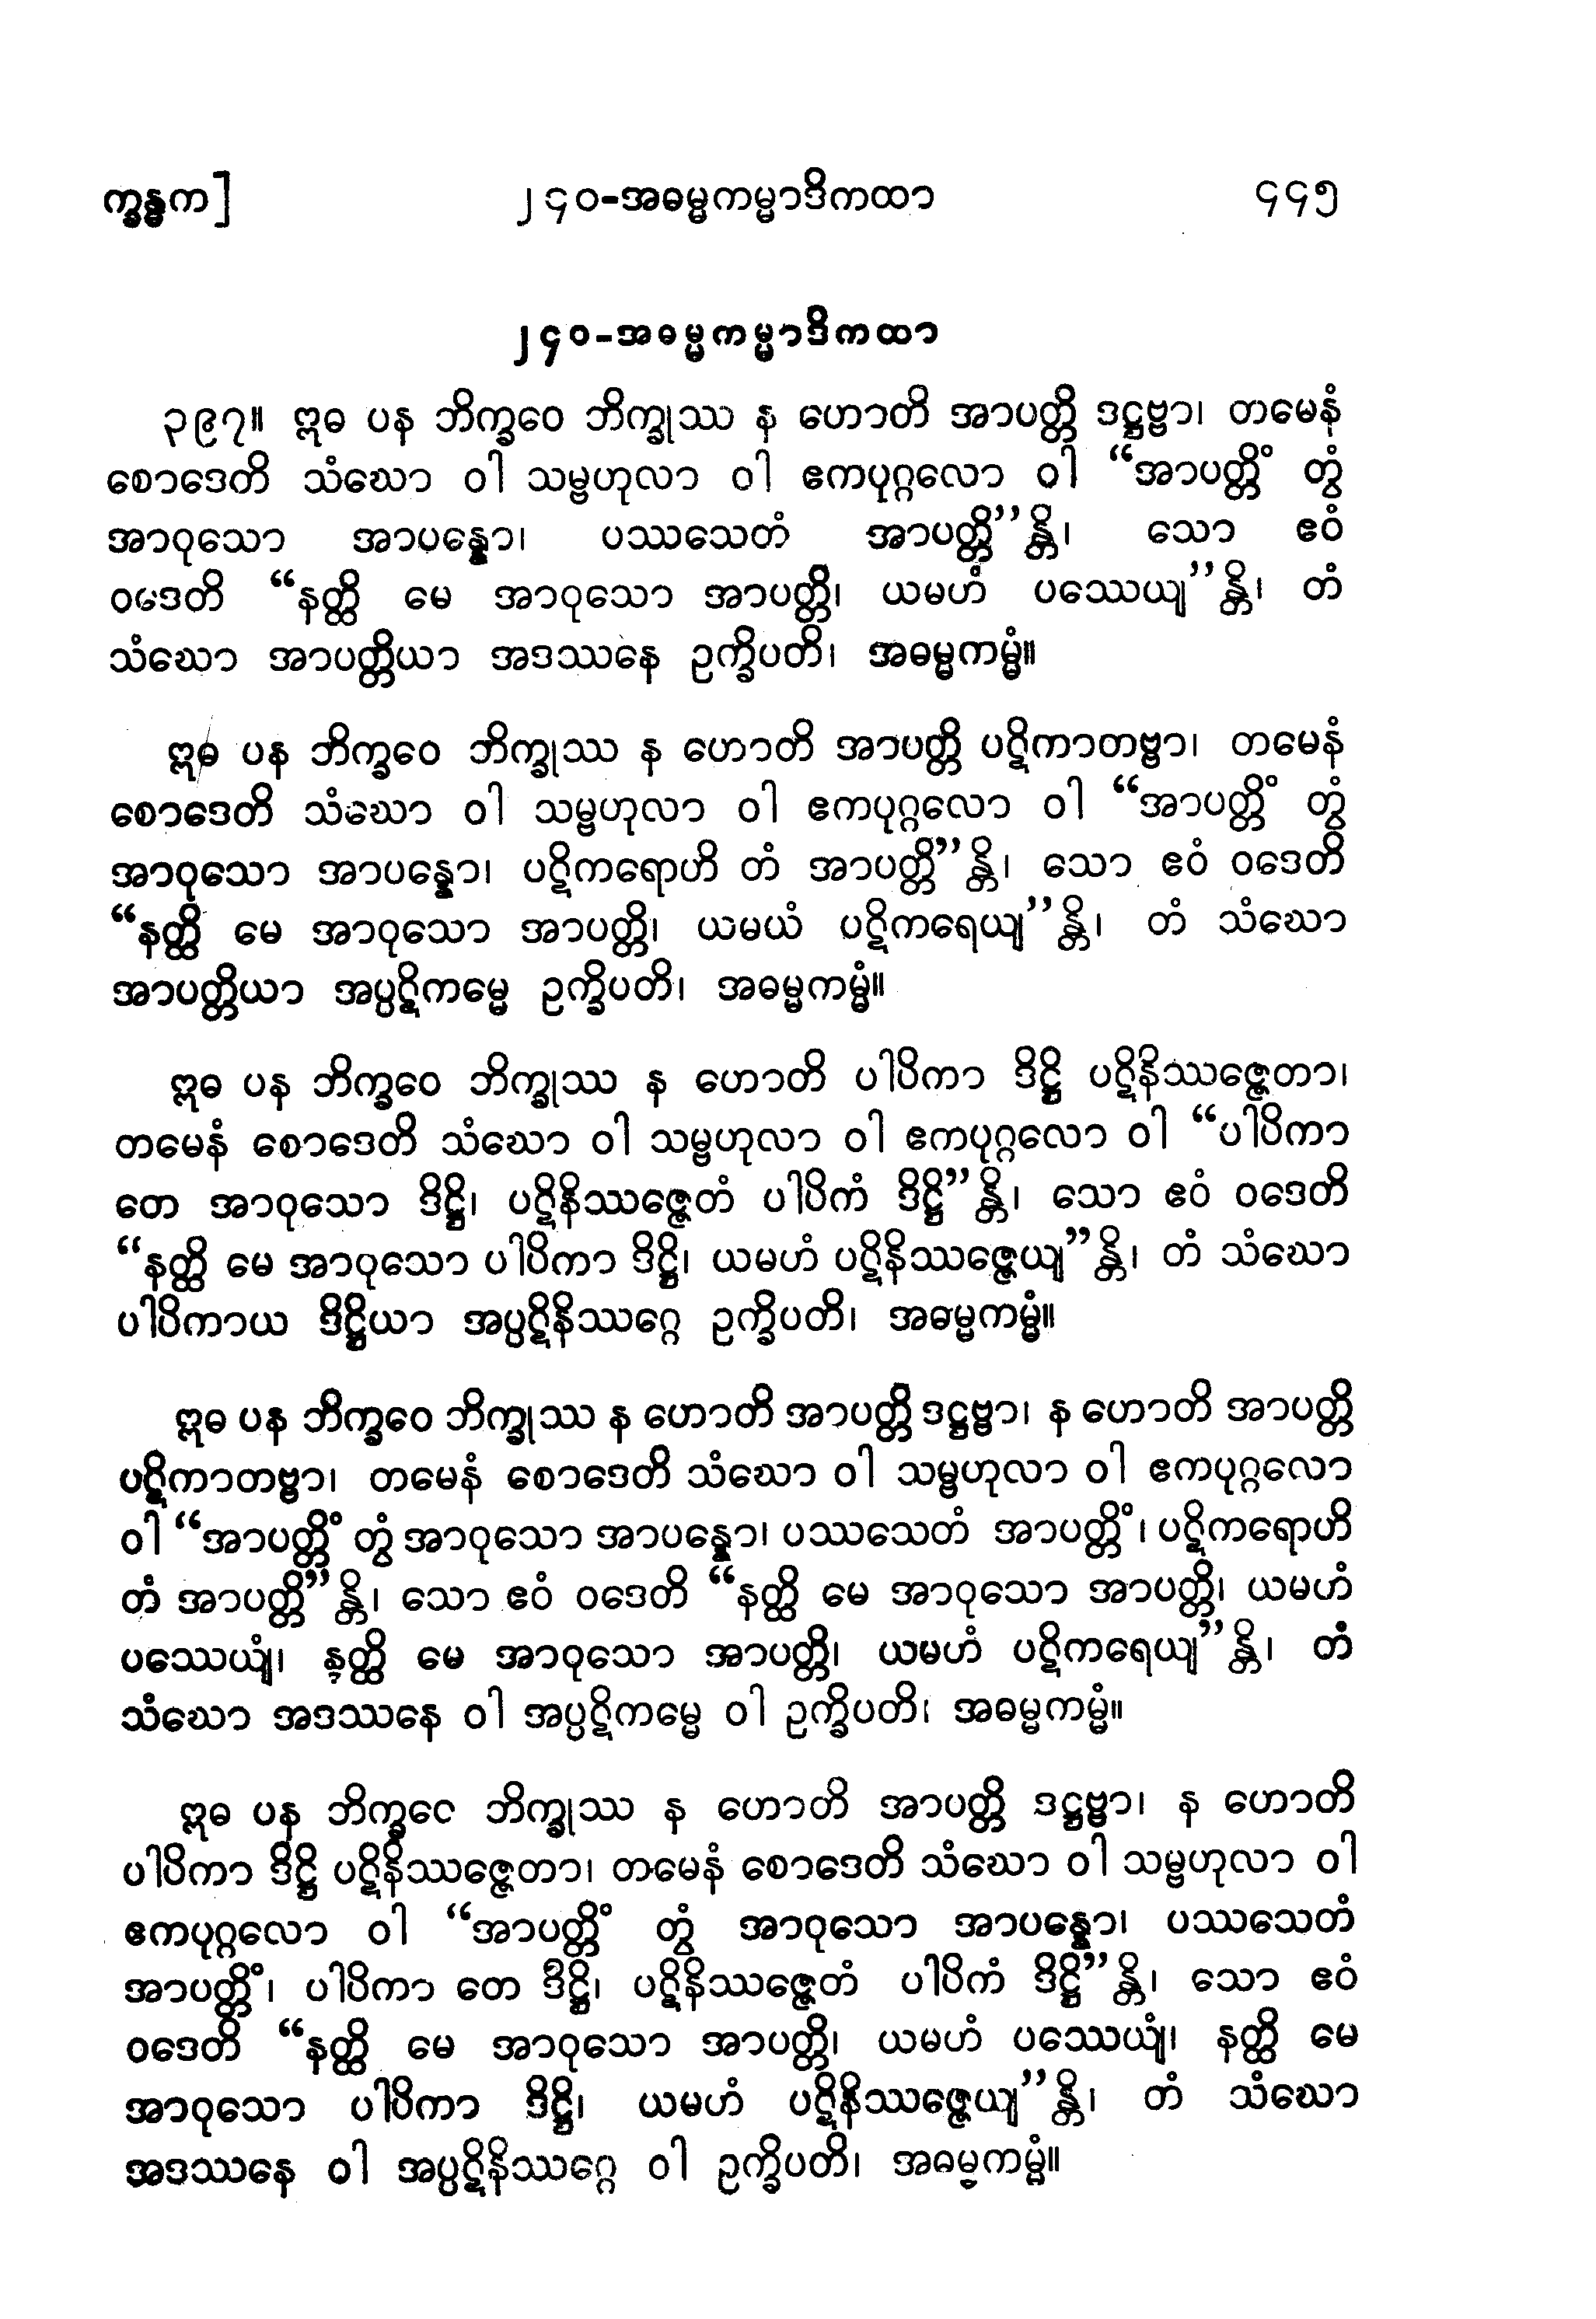 က္ခန္ဓက] ၂၄၀-အဓမ္မကမ္မာဒိကထာ ၄၄၅
၂၄၀-အဓမ္မကမ္မာဒိကထာ
၃၉၇။ ဣဓ ပန ဘိက္ခဝေ ဘိက္ခုဿ န ဟောတိ အာပတ္တိ ဒဋ္ဌဗ္ဗာ၊ တမေနံ
စောဒေတိ သံဃော ဝါ သမ္ဗဟုလာ ဝါ ဧကပုဂ္ဂလော ဝါ “အာပတ္တိံ တွံ
အာဝုသော အာပန္နော၊ ပဿသေတံ အာပတ္တိ”န္တိ၊ သော ဧဝံ
ဝဒေတိ “နတ္ထိ မေ အာဝုသော အာပတ္တိ၊ ယမဟံ ပဿေယျ”န္တိ၊ တံ
သံဃော အာပတ္တိယာ အဒဿနေ ဥက္ခိပတိ၊ အဓမ္မကမ္မံ။
ဣဓ ပန ဘိက္ခဝေ ဘိက္ခုဿ န ဟောတိ အာပတ္တိ ပဋိကာတဗ္ဗာ၊ တမေနံ
စောဒေတိ သံဃော ဝါ သမ္ဗဟုလာ ဝါ ဧကပုဂ္ဂလော ဝါ “အာပတ္တိံ တွံ
အာဝုသော အာပန္နော၊ ပဋိကရောဟိ တံ အာပတ္တိ”န္တိ၊ သော ဧဝံ ဝဒေတိ
“နတ္ထိ မေ အာဝုသော အာပတ္တိ၊ ယမယံ ပဋိကရေယျ”န္တိ၊ တံ သံဃော
အာပတ္တိယာ အပ္ပဋိကမ္မေ ဥက္ခိပတိ၊ အဓမ္မကမ္မံ။
ဣဓ ပန ဘိက္ခဝေ ဘိက္ခုဿ န ဟောတိ ပါပိကာ ဒိဋ္ဌိ ပဋိနိဿဇ္ဇေတာ၊
တမေနံ စောဒေတိ သံဃော ဝါ သမ္ဗဟုလာ ဝါ ဧကပုဂ္ဂလော ဝါ “ပါပိကာ
တေ အာဝုသော ဒိဋ္ဌိ၊ ပဋိနိဿဇ္ဇေတံ ပါပိကံ ဒိဋ္ဌိ”န္တိ၊ သော ဧဝံ ဝဒေတိ
“နတ္ထိ မေ အာဝုသော ပါပိကာ ဒိဋ္ဌိ၊ ယမဟံ ပဋိနိဿဇ္ဇေယျ”န္တိ၊ တံ သံဃော
ပါပိကာယ ဒိဋ္ဌိယာ အပ္ပဋိနိဿဂ္ဂေ ဥက္ခိပတိ၊ အဓမ္မကမ္မံ။
ဣဓ ပန ဘိက္ခဝေ ဘိက္ခုဿ န ဟောတိ အာပတ္တိ ဒဋ္ဌဗ္ဗာ၊ န ဟောတိ အာပတ္တိ
ပဋိကာတဗ္ဗာ၊ တမေနံ စောဒေတိ သံဃော ဝါ သမ္ဗဟုလာ ဝါ ဧကပုဂ္ဂလော
ဝါ “အာပတ္တိံ တွံ အာဝုသော အာပန္နော၊ ပဿသေတံ အာပတ္တိံ၊ ပဋိကရောဟိ
တံ အာပတ္တိ”န္တိ၊ သော ဧဝံ ဝဒေတိ “နတ္ထိ မေ အာဝုသော အာပတ္တိ၊ ယမဟံ
ပဿေယျံ၊ နတ္ထိ မေ အာဝုသော အာပတ္တိ၊ ယမဟံ ပဋိကရေယျ”န္တိ၊ တံ
သံဃော အဒဿနေ ဝါ အပ္ပဋိကမ္မေ ဝါ ဥက္ခိပတိ၊ အဓမ္မကမ္မံ။
ဣဓ ပန ဘိက္ခဝေ ဘိက္ခုဿ န ဟောတိ အာပတ္တိ ဒဋ္ဌဗ္ဗာ၊ န ဟောတိ
ပါပိကာ ဒိဋ္ဌိ ပဋိနိဿဇ္ဇေတာ၊ တမေနံ စောဒေတိ သံဃော ဝါ သမ္ဗဟုလာ ဝါ
ဧကပုဂ္ဂလော ဝါ “အာပတ္တိံ တွံ အာဝုသော အာပန္နော၊ ပဿသေတံ
အာပတ္တိံ၊ ပါပိကာ တေ ဒိဋ္ဌိ၊ ပဋိနိဿဇ္ဇေတံ ပါပိကံ ဒိဋ္ဌိ”န္တိ၊ သော ဧဝံ
ဝဒေတိ “နတ္ထိ မေ အာဝုသော အာပတ္တိ၊ ယမဟံ ပဿေယျံ၊ နတ္ထိ မေ
အာဝုသော ပါပိကာ ဒိဋ္ဌိ၊ ယမဟံ ပဋိနိဿဇ္ဇေယျ”န္တိ၊ တံ သံဃော
အဒဿနေ ဝါ အပ္ပဋိနိဿဂ္ဂေ ဝါ ဥက္ခိပတိ၊ အဓမ္မကမ္မံ။